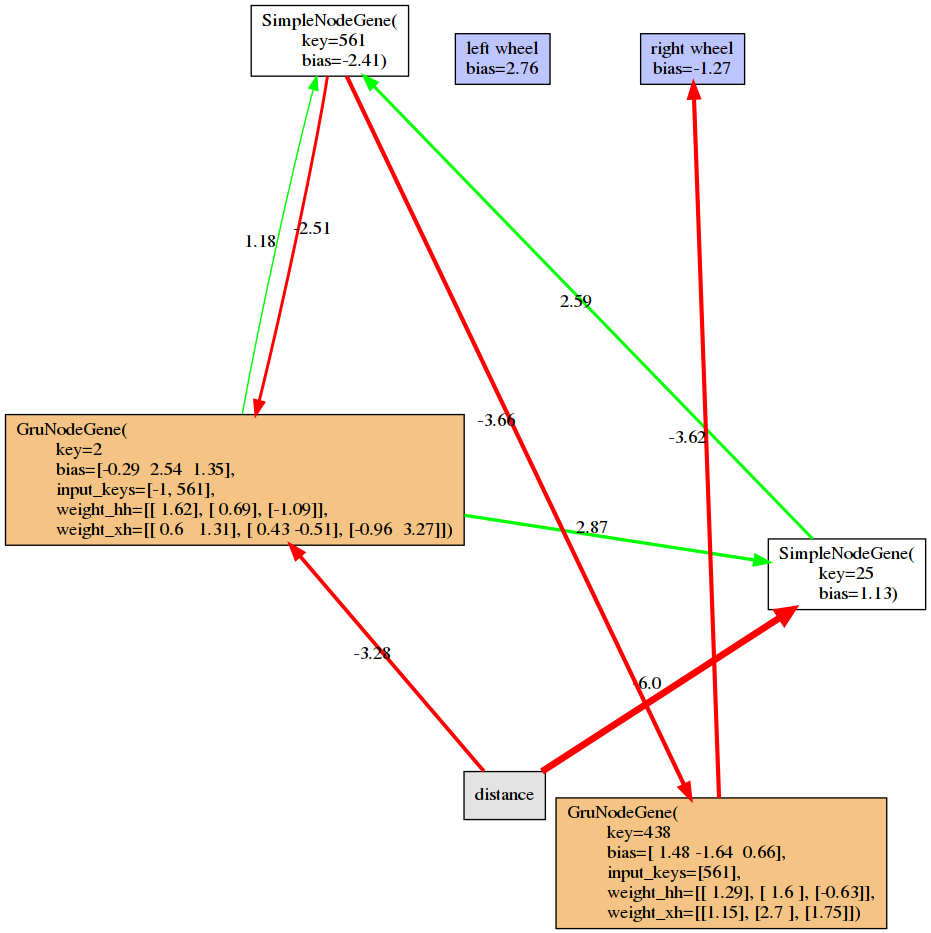 SimpleNodeGene(
key=561
bias=-2.41)
left wheel
bias=2.76
right wheel
bias=-1.27
1.18
-2.51
2.59
-3.66
-3.62
GruNodeGene(
key=2
bias=[-0.29  2.54  1.35],
input_keys=[-1, 561],
weight_hh=[[ 1.62], [ 0.69], [-1.09]],
weight_xh=[[ 0.6   1.31], [ 0.43 -0.51], [-0.96  3.27]])
2.87
SimpleNodeGene(
key=25
bias=1.13)
-3.28
-6.0
distance
GruNodeGene(
key=438
bias=[ 1.48 -1.64  0.66],
input_keys=[561],
weight_hh=[[ 1.29], [ 1.6 ], [-0.63]],
weight_xh=[[1.15], [2.7 ], [1.75]])